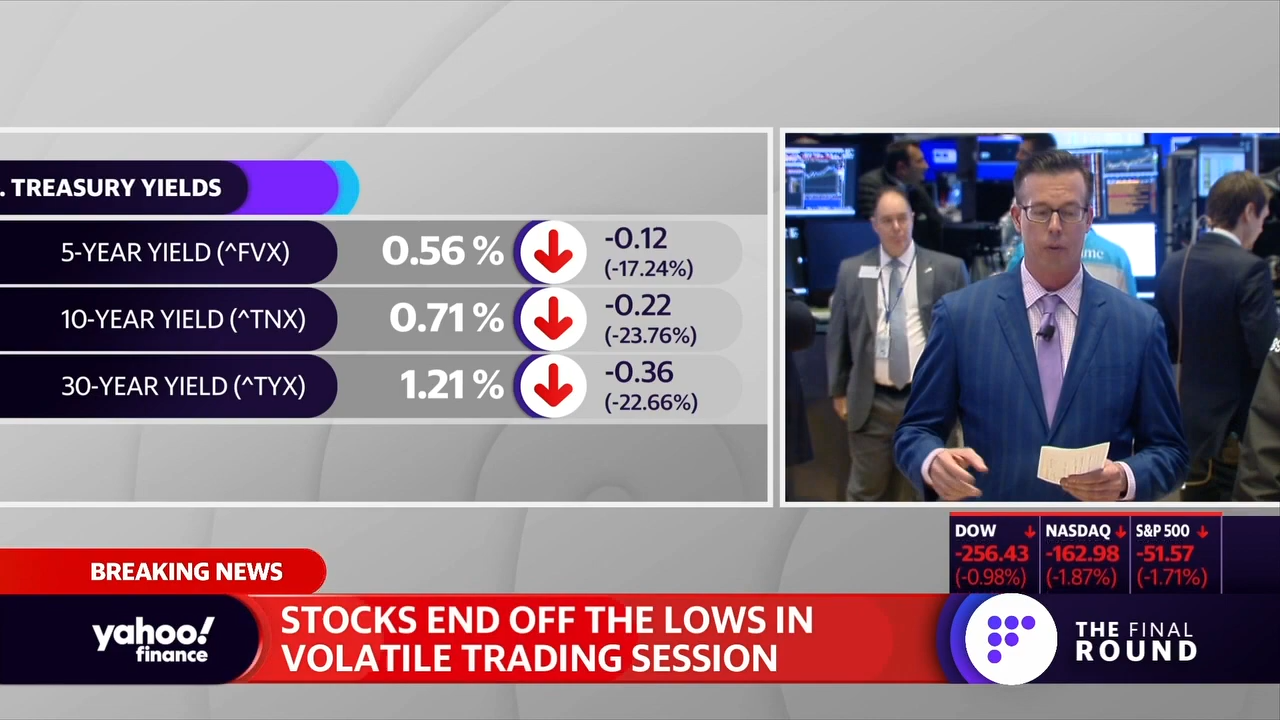 . TREASURY YIELDS
5-YEAR YIELD (^FVX) 0.56 % -0.12
(-17.24%)
10-YEAR YIELD (^TNX) 0.71 % -0.22
(-23.76%)
30-YEAR YIELD (^TYX) 1.21 % -0.36
(-22.66%)
DOW NASDAQ S&P 500
-256.43 -162.98 -51.57
(-0.98%) (-1.87%) (-1.71%)
BREAKING NEWS
yahoo!
finance
STOCKS END OFF THE LOWS IN
VOLATILE TRADING SESSION
THE FINAL
ROUND